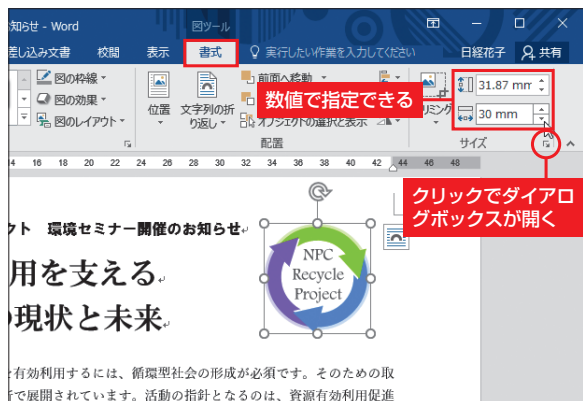 知らせ - Word
図ツール
差し込み文書 校閲 表示 書式 実行したい作業を入力してください 日経花子 共有
図の枠線
図の効果
図のレイアウト
位置
文字列の折り返し
前面へ移動
オブジェクトの選択と表示
トリミング
31.87 mm
30 mm
配置
サイズ
数値で指定できる
クリックでダイアロ
グボックスが開く
14 16 18 20 22 24 26 28 30 32 34 36 38 40 42 44 46 48
クト 環境セミナー開催のお知らせ
用を支える
の現状と未来
NPC
Recycle
Project
を有効利用するには、循環型社会の形成が必須です。そのための取
で展開されています。活動の指針となるのは、資源有効利用促進